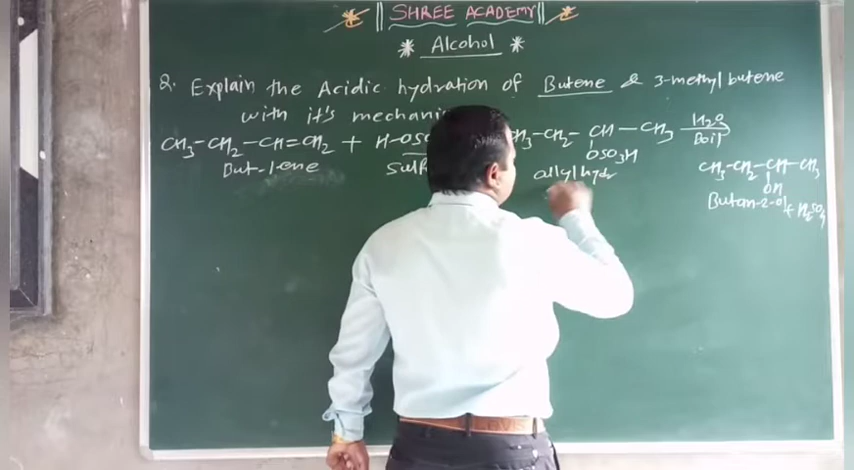 SHREE ACADEMY
* Alcohol *
Q. Explain the Acidic hydration of Butene & 3-methyl butene
with it's mechani
CH3-CH2-CH=CH2 + H-OSO CH3-CH2-CH-CH3 H2O
OSO3H Boil
But-1-ene Sulf allyl hydr
CH3-CH2-CH-CH3
OH
Butan-2-ol + H2SO4